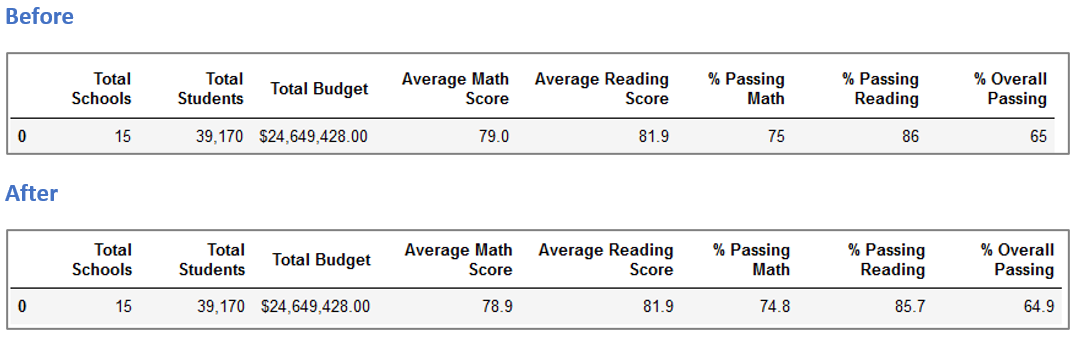 Before
Total Schools Total Students Total Budget Average Math Score Average Reading Score % Passing Math % Passing Reading % Overall Passing
0 15 39,170 $24,649,428.00 79.0 81.9 75 86 65
After
Total Schools Total Students Total Budget Average Math Score Average Reading Score % Passing Math % Passing Reading % Overall Passing
0 15 39,170 $24,649,428.00 78.9 81.9 74.8 85.7 64.9